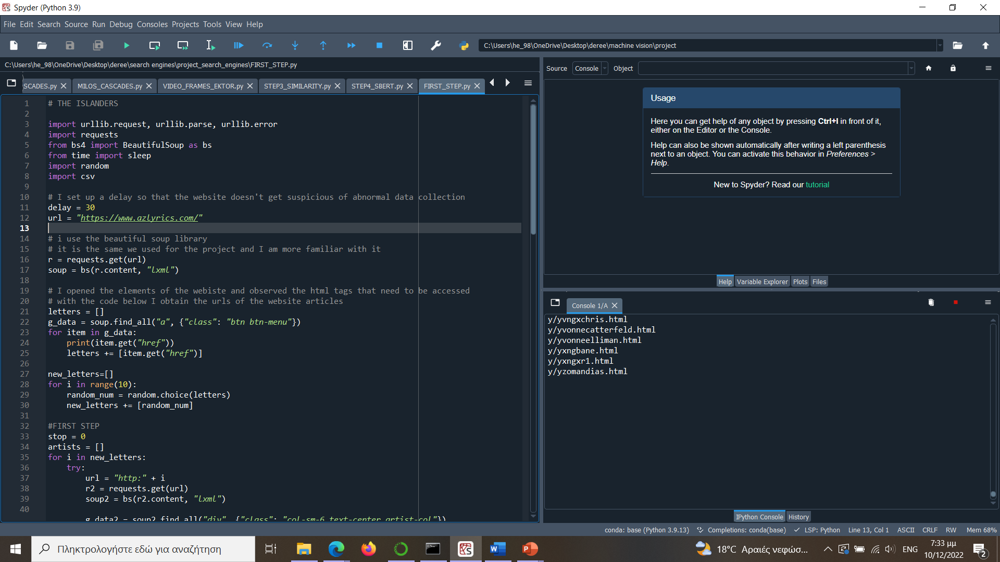 Spyder (Python 3.9)
File Edit Search Source Run Debug Consoles Projects Tools View Help
C:\Users\he_98\OneDrive\Desktop\deree\machine vision\project
C:\Users\he_98\OneDrive\Desktop\deree\search engines\project_search_engines\FIRST_STEP.py
SCADES.py MILOS_CASCADES.py VIDEO_FRAMES_EKTOR.py STEP3_SIMILARITY.py STEP4_SBERT.py FIRST_STEP.py
1 # THE ISLANDERS
2
3 import urllib.request, urllib.parse, urllib.error
4 import requests
5 from bs4 import BeautifulSoup as bs
6 from time import sleep
7 import random
8 import csv
9
10 # I set up a delay so that the website doesn't get suspicious of abnormal data collection
11 delay = 30
12 url = "https://www.azlyrics.com/"
13
14 # i use the beautiful soup library
15 # it is the same we used for the project and I am more familiar with it
16 r = requests.get(url)
17 soup = bs(r.content, "lxml")
18
19 # I opened the elements of the webiste and observed the html tags that need to be accessed
20 # with the code below I obtain the urls of the website articles
21 letters = []
22 g_data = soup.find_all("a", {"class": "btn btn-menu"})
23 for item in g_data:
24     print(item.get("href"))
25     letters += [item.get("href")]
26
27 new_letters=[]
28 for i in range(10):
29     random_num = random.choice(letters)
30     new_letters += [random_num]
31
32 #FIRST STEP
33 stop = 0
34 artists = []
35 for i in new_letters:
36     try:
37         url = "http:" + i
38         r2 = requests.get(url)
39         soup2 = bs(r2.content, "lxml")
40
        g_data2 = soup2.find_all("div", {"class": "col-sm-6 text-center artist-col"})
Source Console Object
Usage
Here you can get help of any object by pressing Ctrl+I in front of it,
either on the Editor or the Console.
Help can also be shown automatically after writing a left parenthesis
next to an object. You can activate this behavior in Preferences >
Help.
New to Spyder? Read our tutorial
Help Variable Explorer Plots Files
Console 1/A
y/yvngxchris.html
y/yvonnecatterfeld.html
y/yvonneelliman.html
y/yxngbane.html
y/yxngxr1.html
y/yzomandias.html
IPython Console History
conda: base (Python 3.9.13) Completions: conda(base) LSP: Python Line 13, Col 1 ASCII CRLF RW Mem 68%
Πληκτρολογήστε εδώ για αναζήτηση
18°C Αραιές νεφώσ... ENG
7:33 μμ
10/12/2022
2